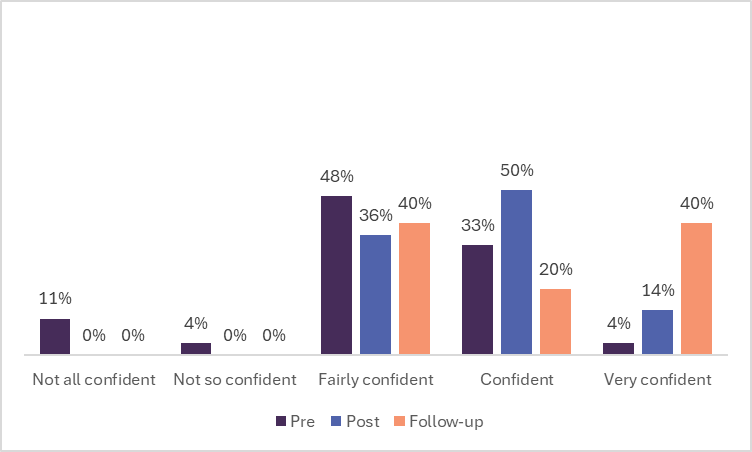 50%
48%
36% 40% 40%
33%
20%
11% 14%
4% 4%
0% 0% 0% 0%
Not all confident Not so confident Fairly confident Confident Very confident
Pre Post Follow-up